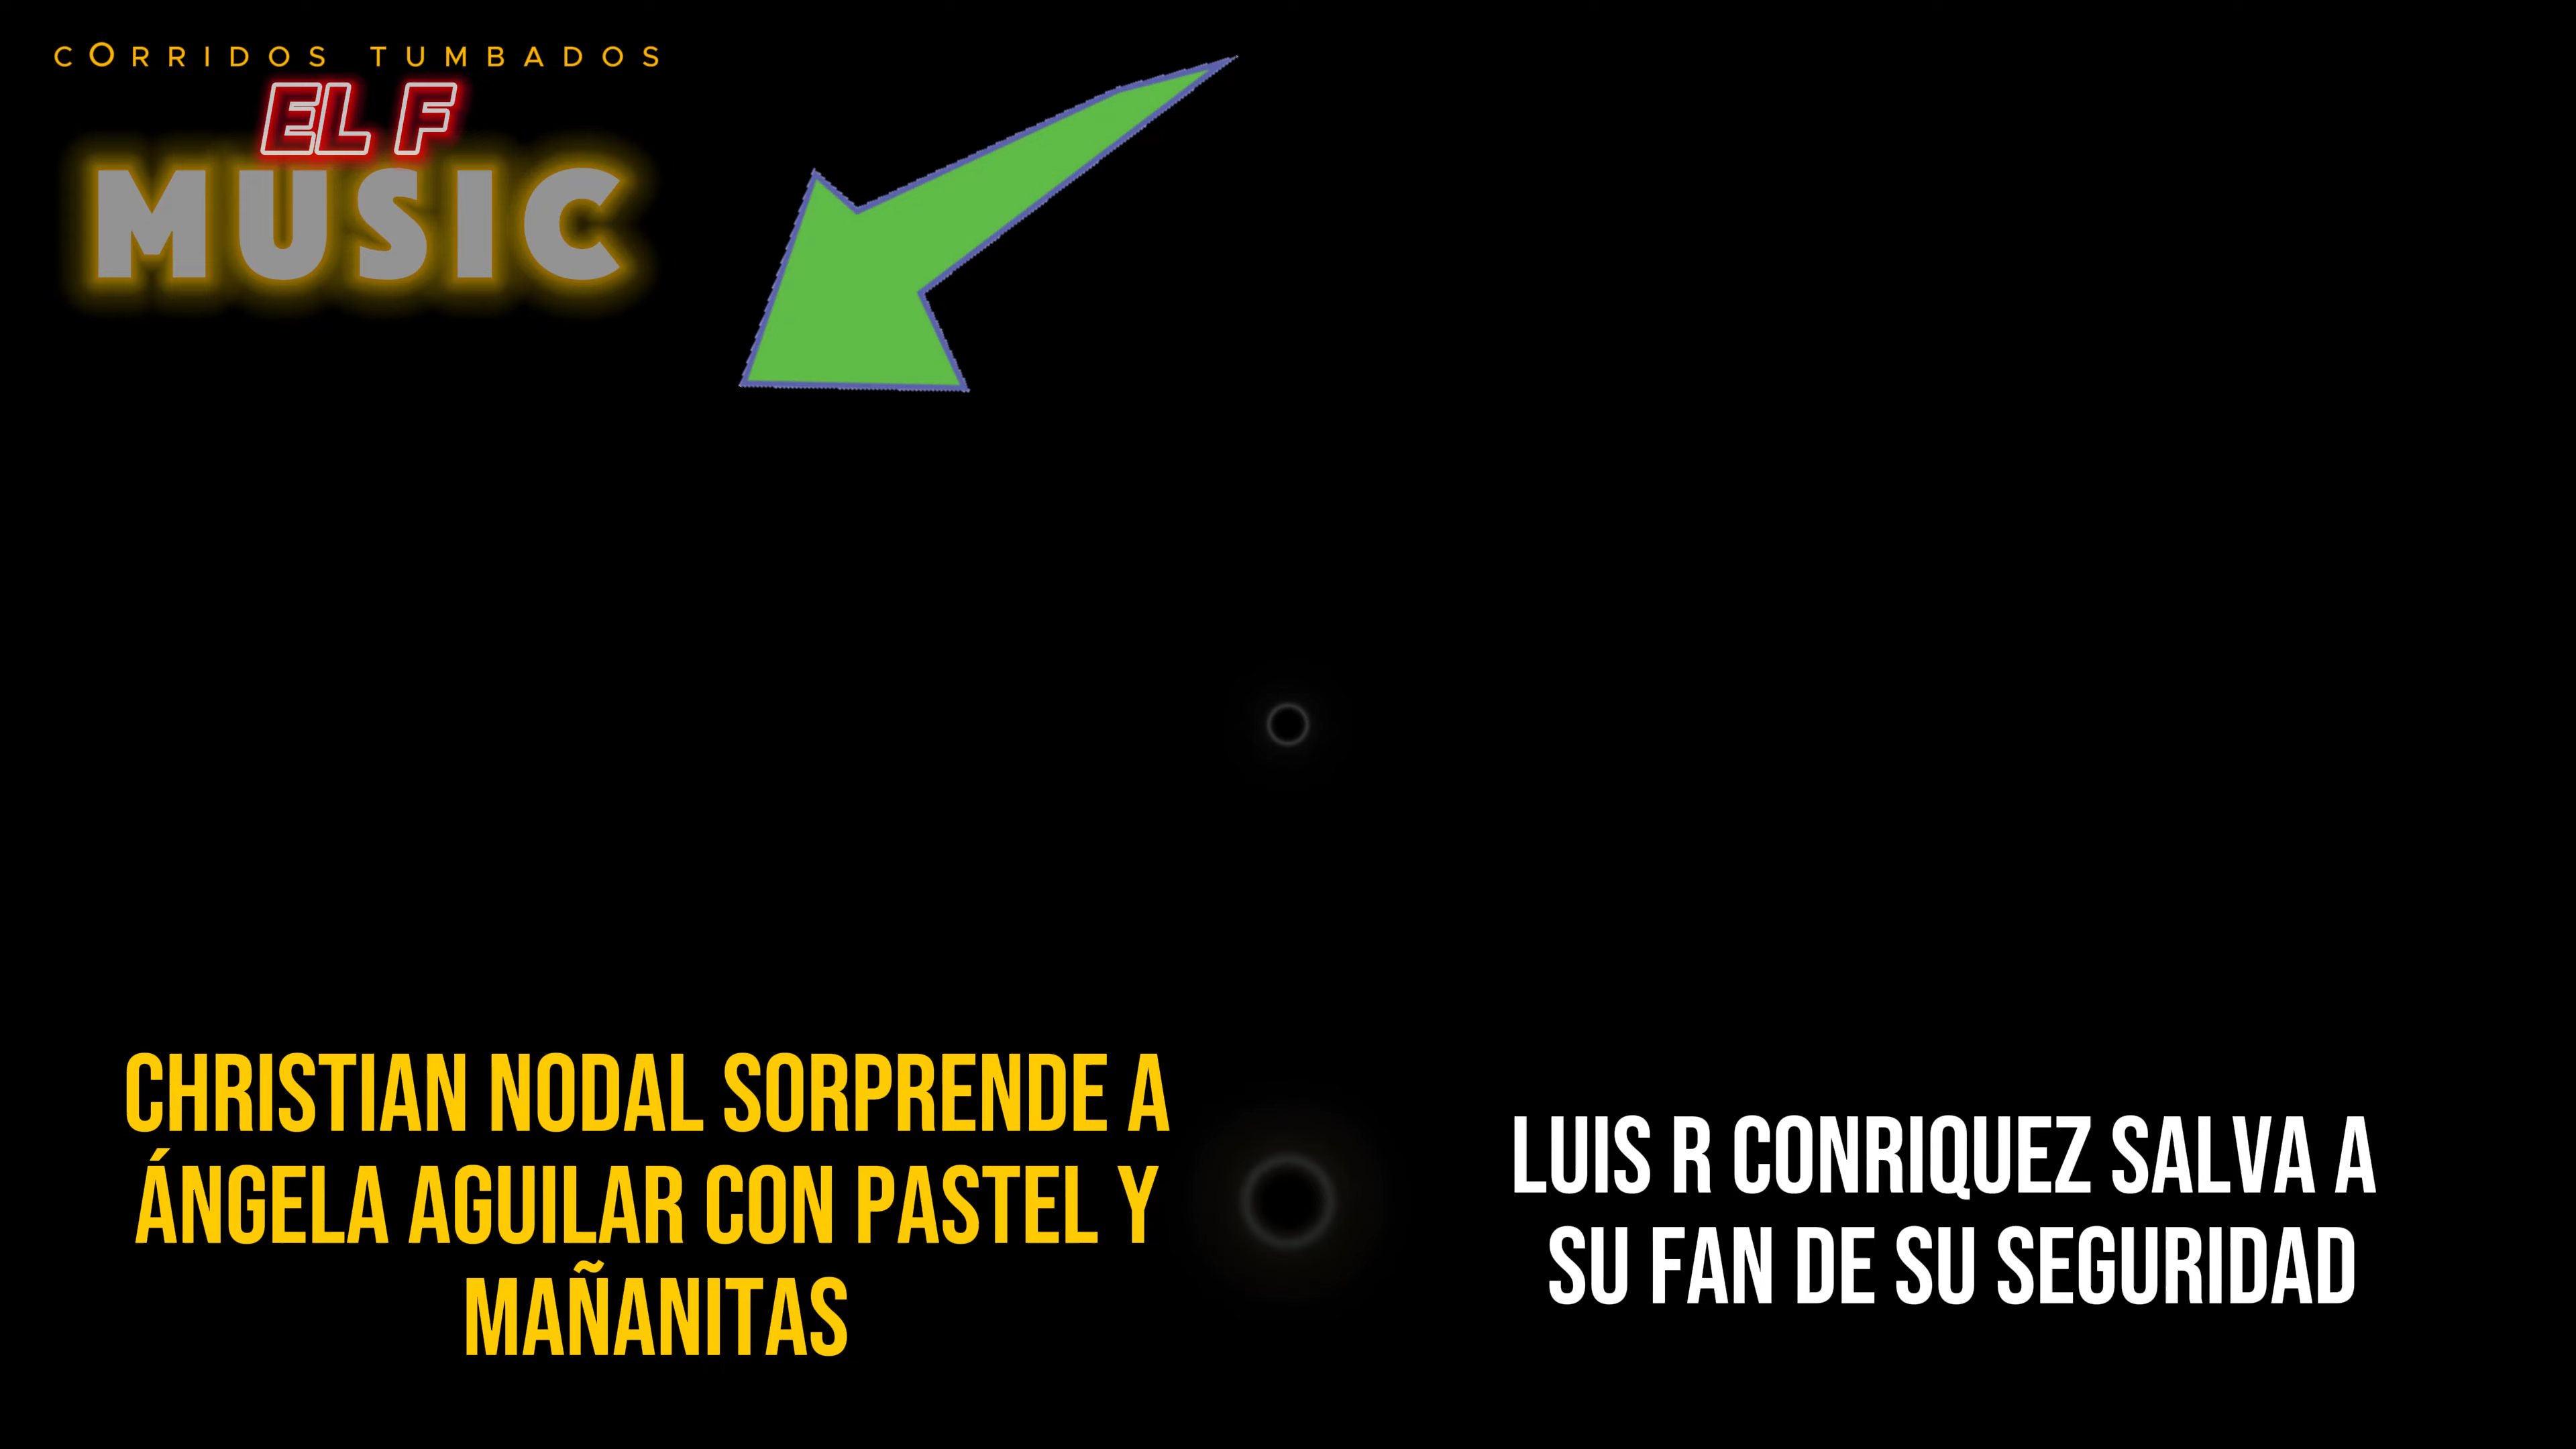 CORRIDOS TUMBADOS
EL F
MUSIC
CHRISTIAN NODAL SORPRENDE A
ÁNGELA AGUILAR CON PASTEL Y
MAÑANITAS
LUIS R CONRIQUEZ SALVA A
SU FAN DE SU SEGURIDAD